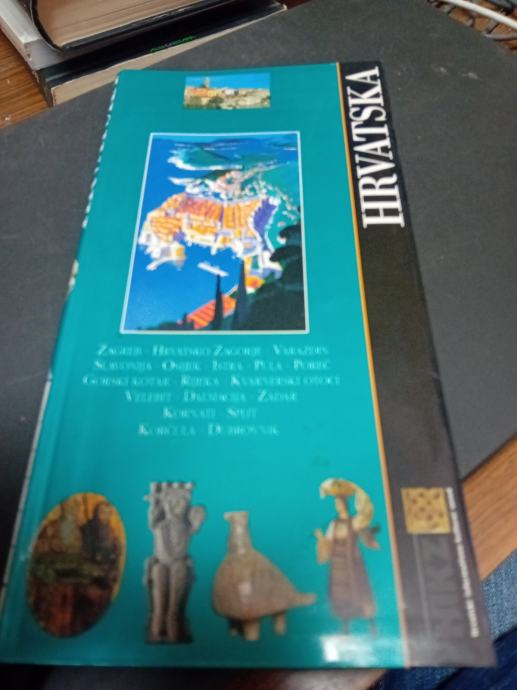 HRVATSKA
ZAGREB · HRVATSKO ZAGORJE · VARAŽDIN
SLAVONIJA · OSIJEK · ISTRA · PULA · POREČ
GORSKI KOTAR · RIJEKA · KVARNERSKI OTOCI
VELEBIT · DALMACIJA · ZADAR
KORNATI · SPLIT
KORČULA · DUBROVNIK